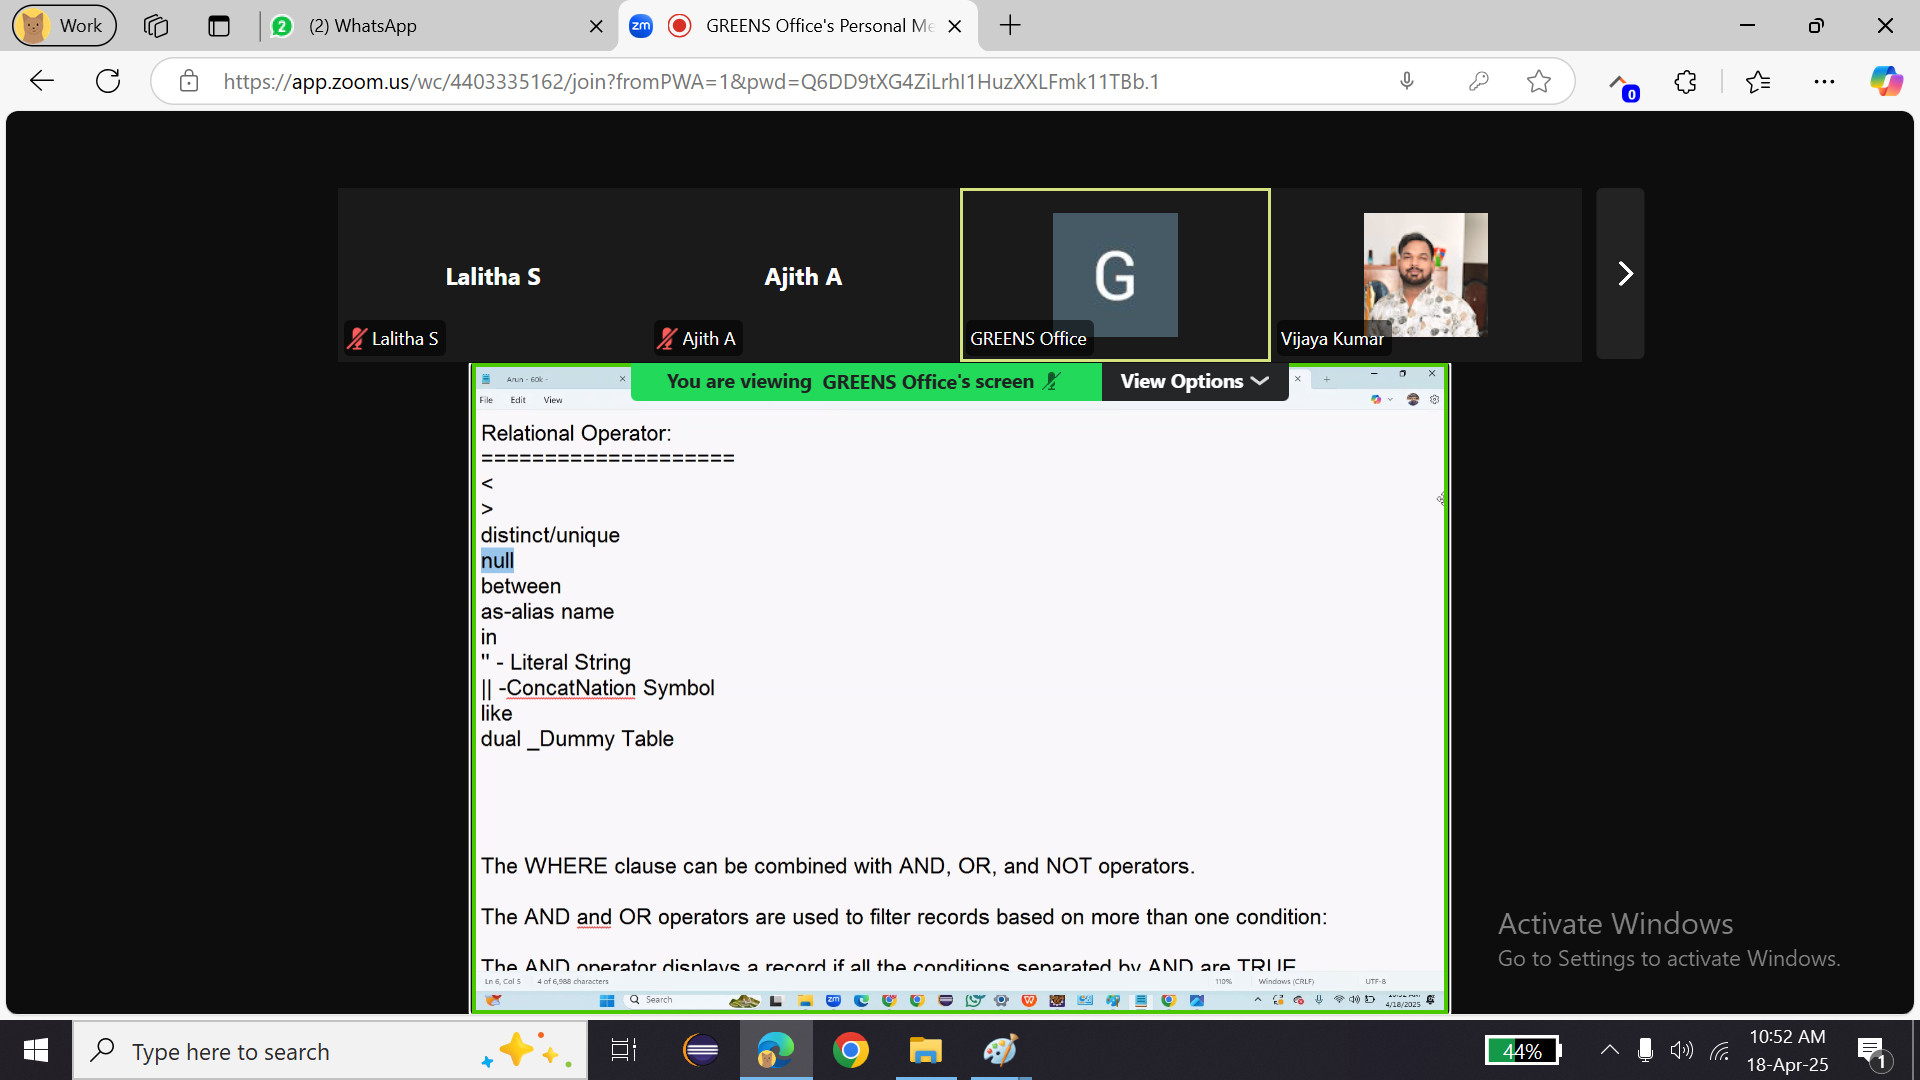 Work
(2) WhatsApp
zm
GREENS Office's Personal Me
https://app.zoom.us/wc/4403335162/join?fromPWA=1&pwd=Q6DD9tXG4ZiLrhI1HuzXXLFmk11TBb.1
0
Lalitha S
Ajith A
G
Lalitha S
Ajith A
GREENS Office
Vijaya Kumar
Arun - 60k -
You are viewing GREENS Office's screen
View Options
File Edit View
Relational Operator:
====================
<
>
distinct/unique
null
between
as-alias name
in
'' - Literal String
|| -ConcatNation Symbol
like
dual _Dummy Table
The WHERE clause can be combined with AND, OR, and NOT operators.
The AND and OR operators are used to filter records based on more than one condition:
The AND operator displays a record if all the conditions separated by AND are TRUE
Ln 6, Col 5 4 of 6,988 characters 110% Windows (CRLF) UTF-8
Search
4/18/2025
Activate Windows
Go to Settings to activate Windows.
Type here to search
44%
10:52 AM
18-Apr-25
1